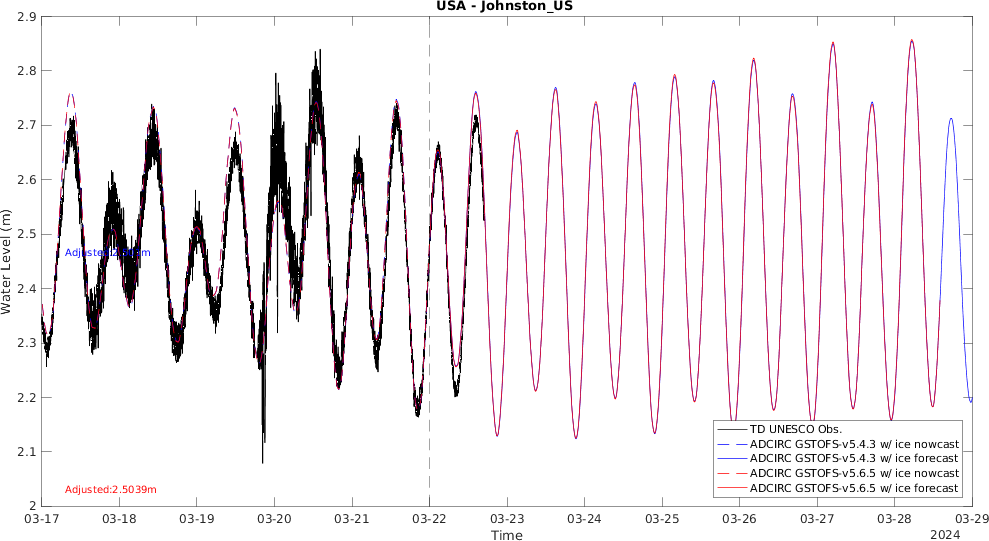 USA - Johnston_US
2.9
2.8
2.7
2.6
2.5
2.4
2.3
2.2
2.1
2
Water Level (m)
Adjusted:2.5039m
TD UNESCO Obs.
ADCIRC GSTOFS-v5.4.3 w/ ice nowcast
ADCIRC GSTOFS-v5.4.3 w/ ice forecast
ADCIRC GSTOFS-v5.6.5 w/ ice nowcast
ADCIRC GSTOFS-v5.6.5 w/ ice forecast
03-17 03-18 03-19 03-20 03-21 03-22 03-23 03-24 03-25 03-26 03-27 03-28 03-29
Time
2024